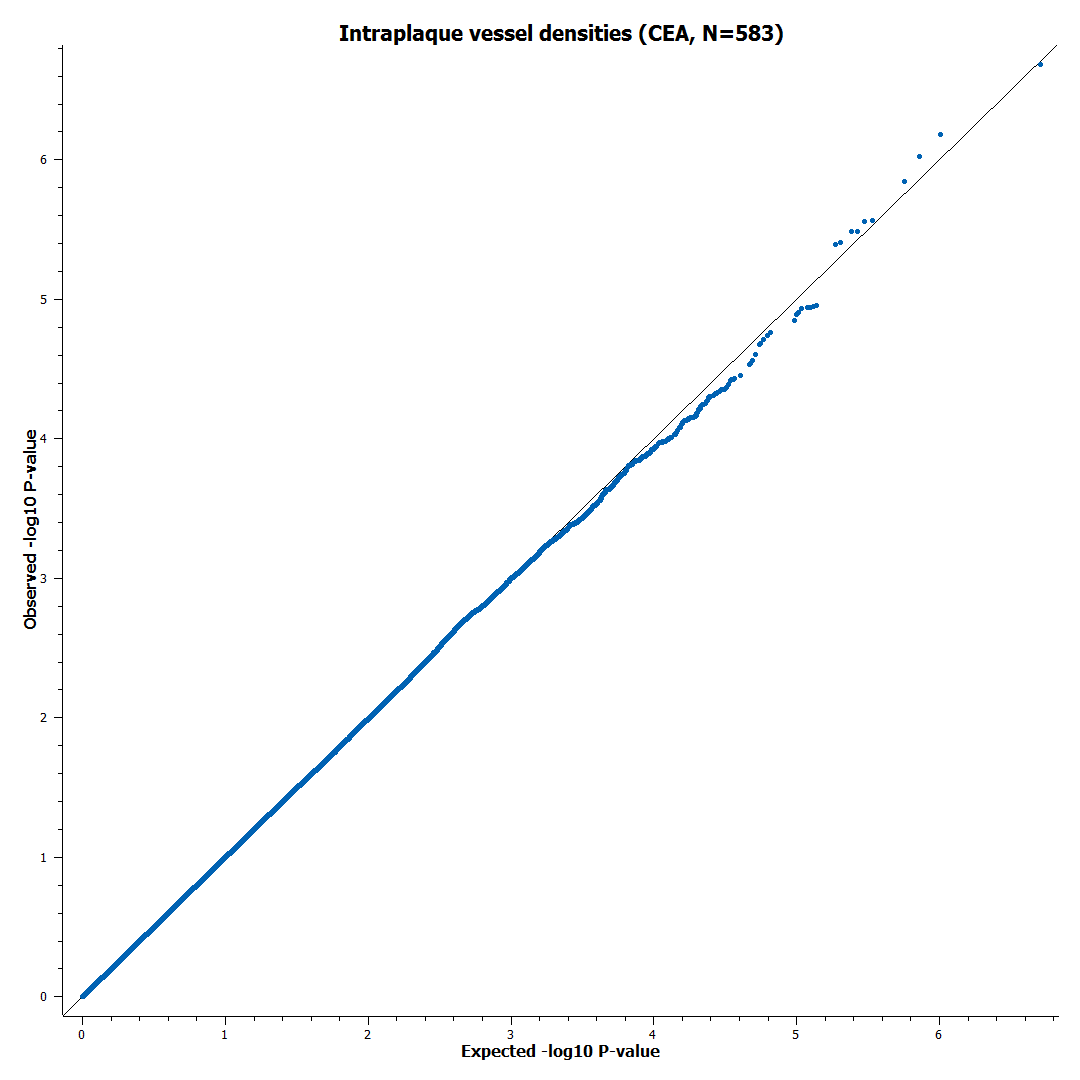 Intraplaque vessel densities (CEA, N=583)
6
5
4
3
2
1
0
Observed -log10 P-value
0 1 2 3 4 5 6
Expected -log10 P-value